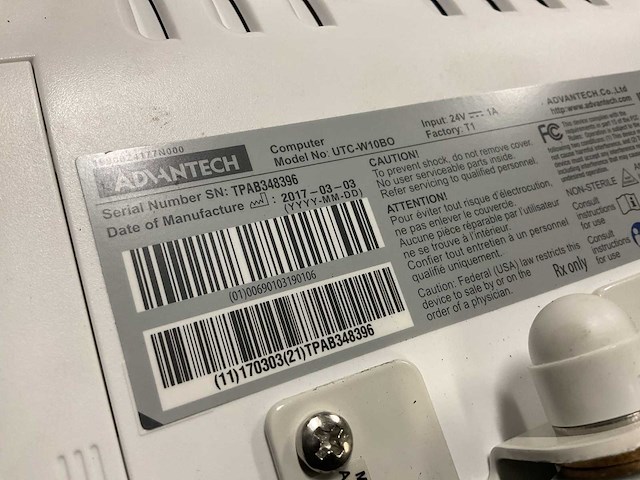 ADVANTECH
Computer
Model No: UTC-W10BO
Input: 24V ⎓ 1A
Factory: T1
ADVANTECH.Co.,Ltd
http:www.advantech.com
Serial Number SN: TPAB348396
Date of Manufacture : 2017-03-03
(YYYY-MM-DD)
(01)00690103190106
(11)170303(21)TPAB348396
CAUTION!
To prevent shock, do not remove cover.
No user serviceable parts inside.
Refer servicing to qualified personnel.
ATTENTION!
Pour éviter tout risque d'électrocution,
ne pas enlever le couvercle.
Aucune pièce réparable par l'utilisateur
ne se trouve à l'intérieur.
Confier tout entretien à un personnel
qualifié uniquement.
Caution: Federal (USA) law restricts this
device to sale by or on the
order of a physician.
Rx only
FC
NON-STERILE
Consult
instructions
for use
Consult
instructions
for use